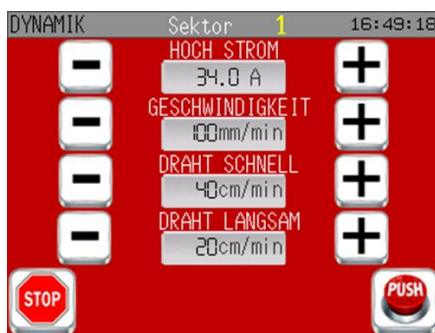 DYNAMIK Sektor 1 16:49:18
HOCH STROM
34.0 A
GESCHWINDIGKEIT
100mm/min
DRAHT SCHNELL
40cm/min
DRAHT LANGSAM
20cm/min
STOP PUSH